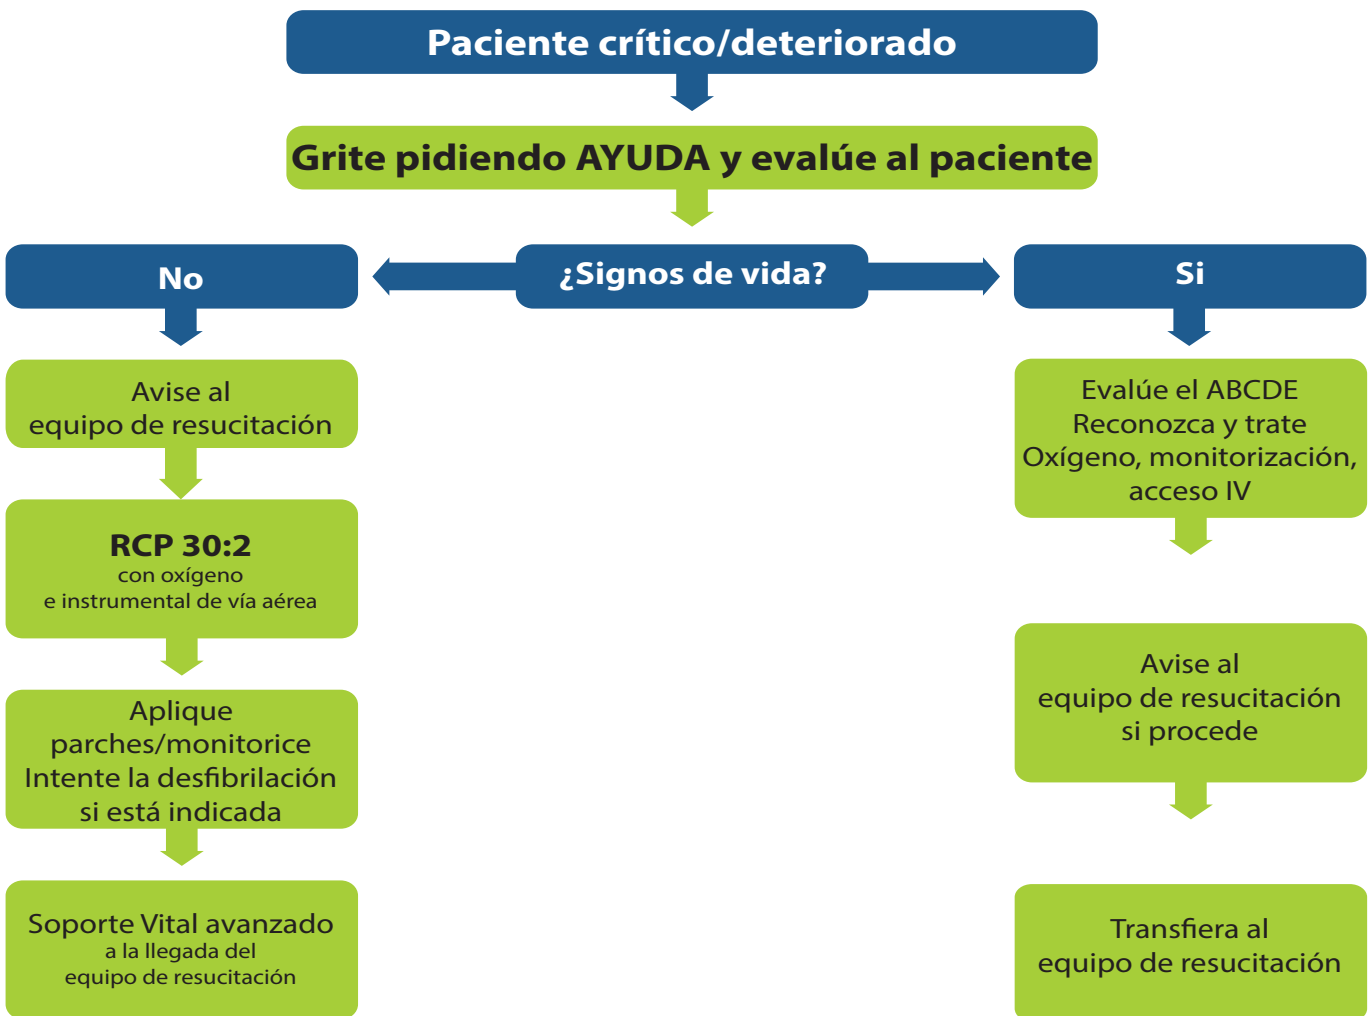 Paciente crítico/deteriorado
Grite pidiendo AYUDA y evalúe al paciente
No
¿Signos de vida?
Si
Avise al
equipo de resucitación
RCP 30:2
con oxígeno
e instrumental de vía aérea
Aplique
parches/monitorice
Intente la desfibrilación
si está indicada
Soporte Vital avanzado
a la llegada del
equipo de resucitación
Evalúe el ABCDE
Reconozca y trate
Oxígeno, monitorización,
acceso IV
Avise al
equipo de resucitación
si procede
Transfiera al
equipo de resucitación